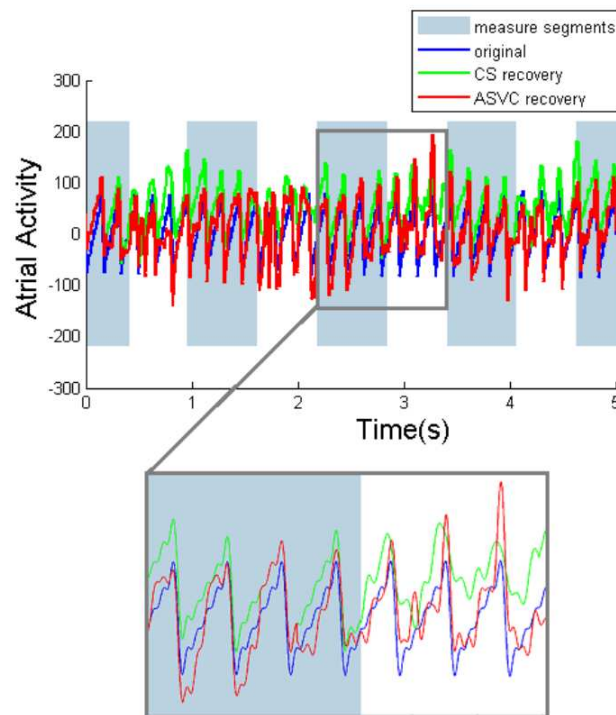 measure segments
original
CS recovery
ASVC recovery
300
200
100
0
-100
-200
-300
Atrial Activity
0
1
2
3
4
5
Time(s)